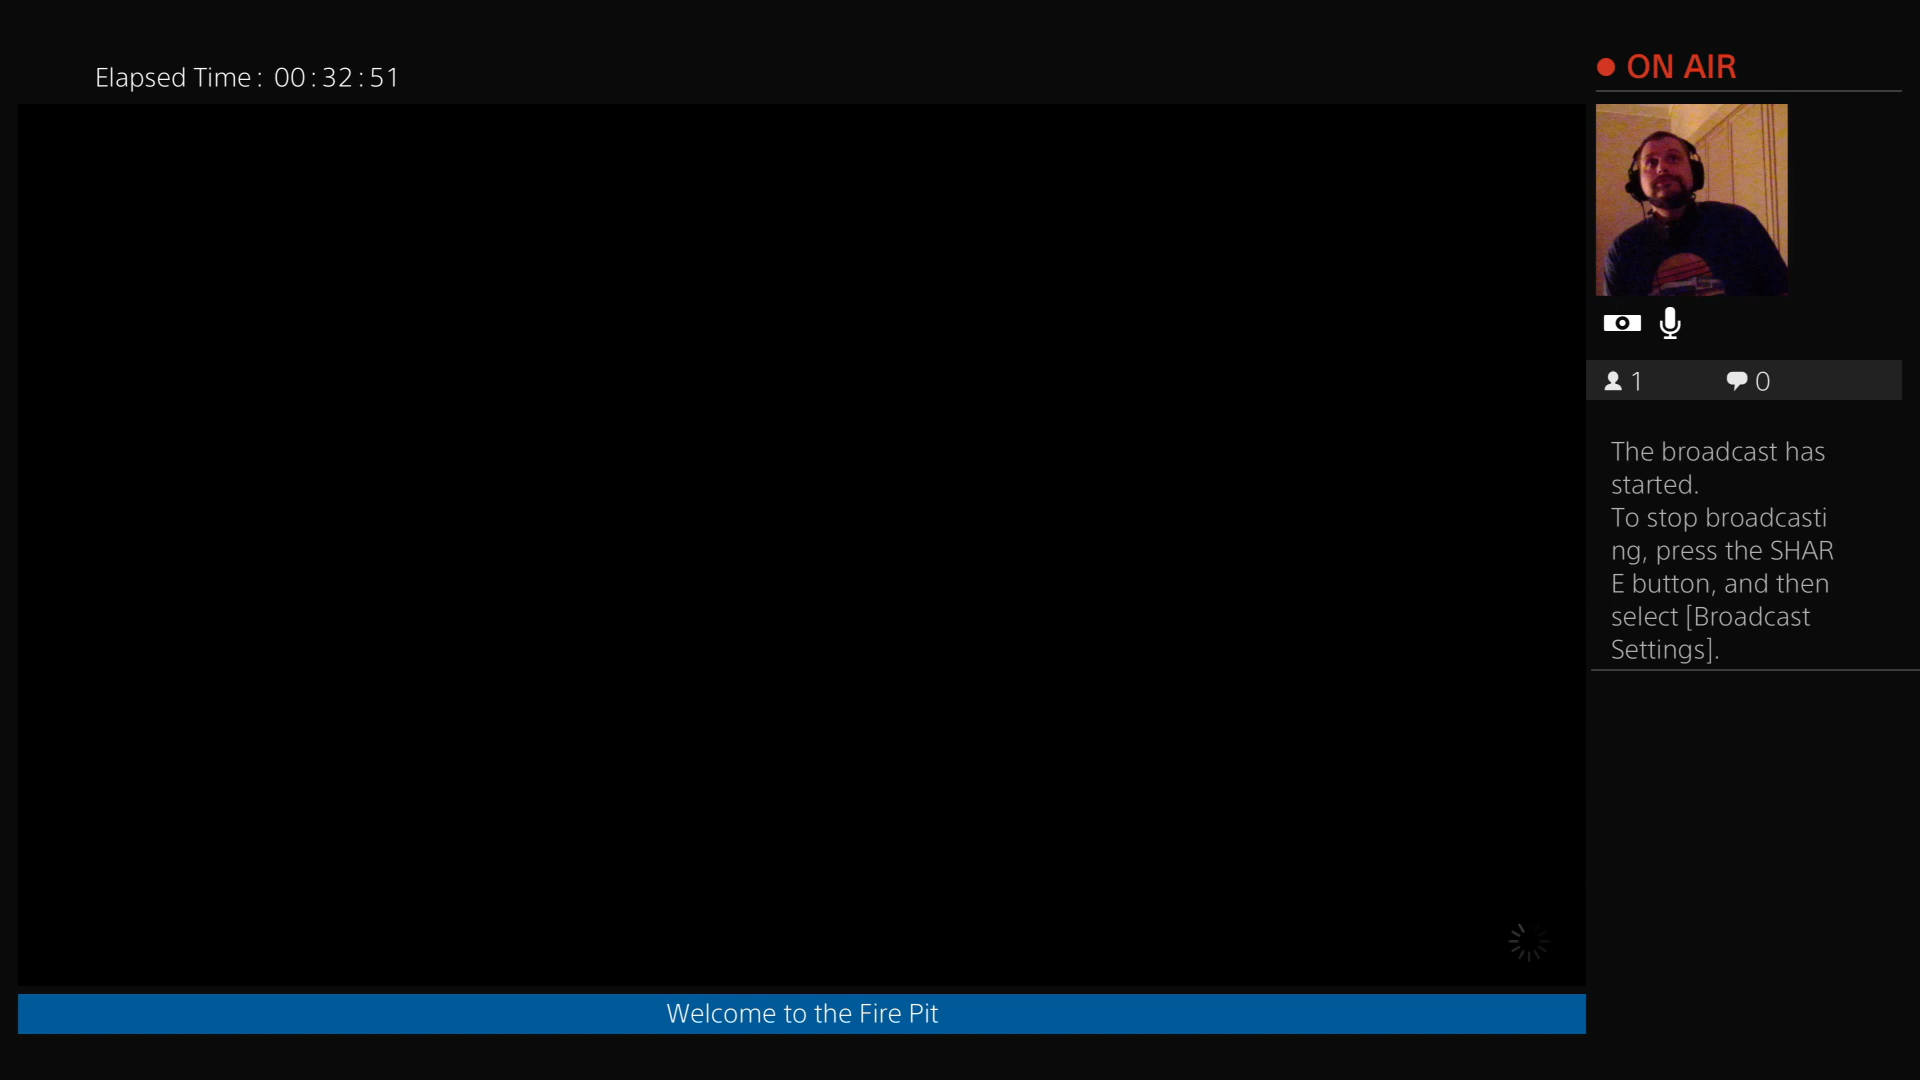 Elapsed Time: 00:32:51
ON AIR
1 0
The broadcast has
started.
To stop broadcasti
ng, press the SHAR
E button, and then
select [Broadcast
Settings].
Welcome to the Fire Pit